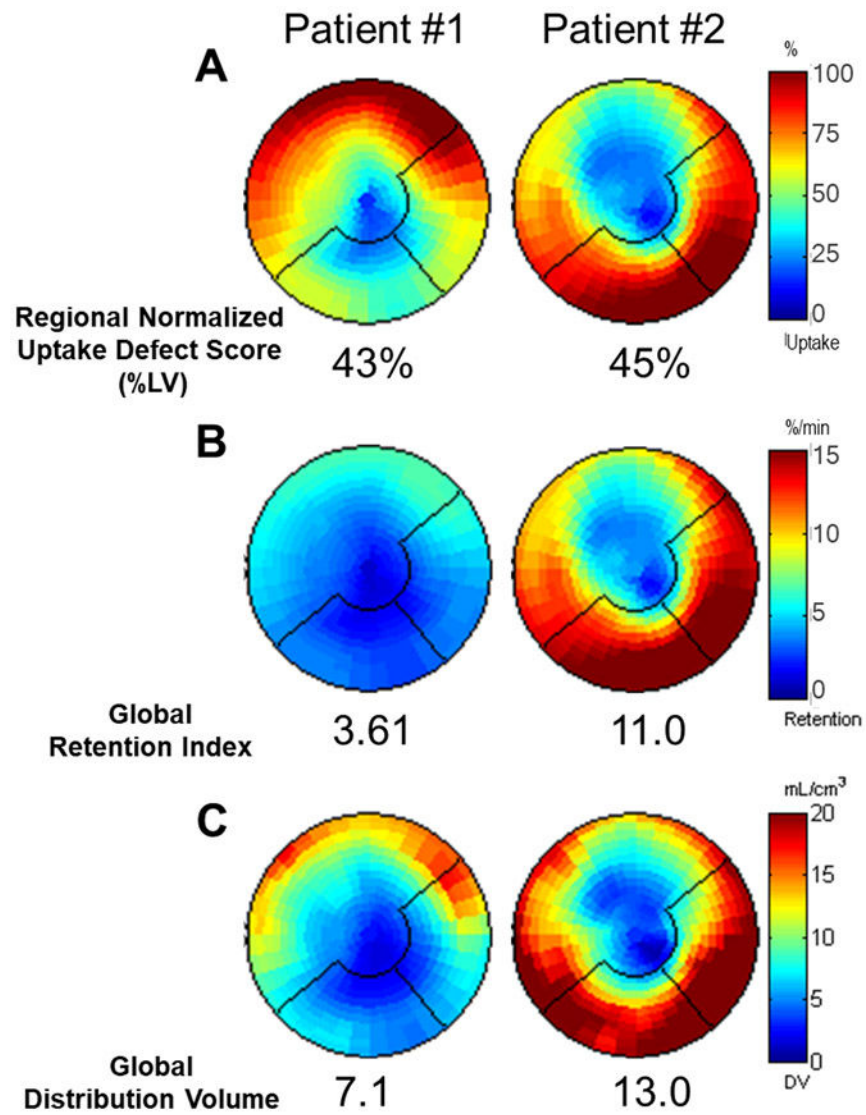 Patient #1 Patient #2
A
%
100
75
50
25
0
Uptake
Regional Normalized
Uptake Defect Score
(%LV)
43% 45%
B
%/min
15
10
5
0
Retention
Global
Retention Index
3.61 11.0
C
mL/cm³
20
15
10
5
0
DV
Global
Distribution Volume
7.1 13.0